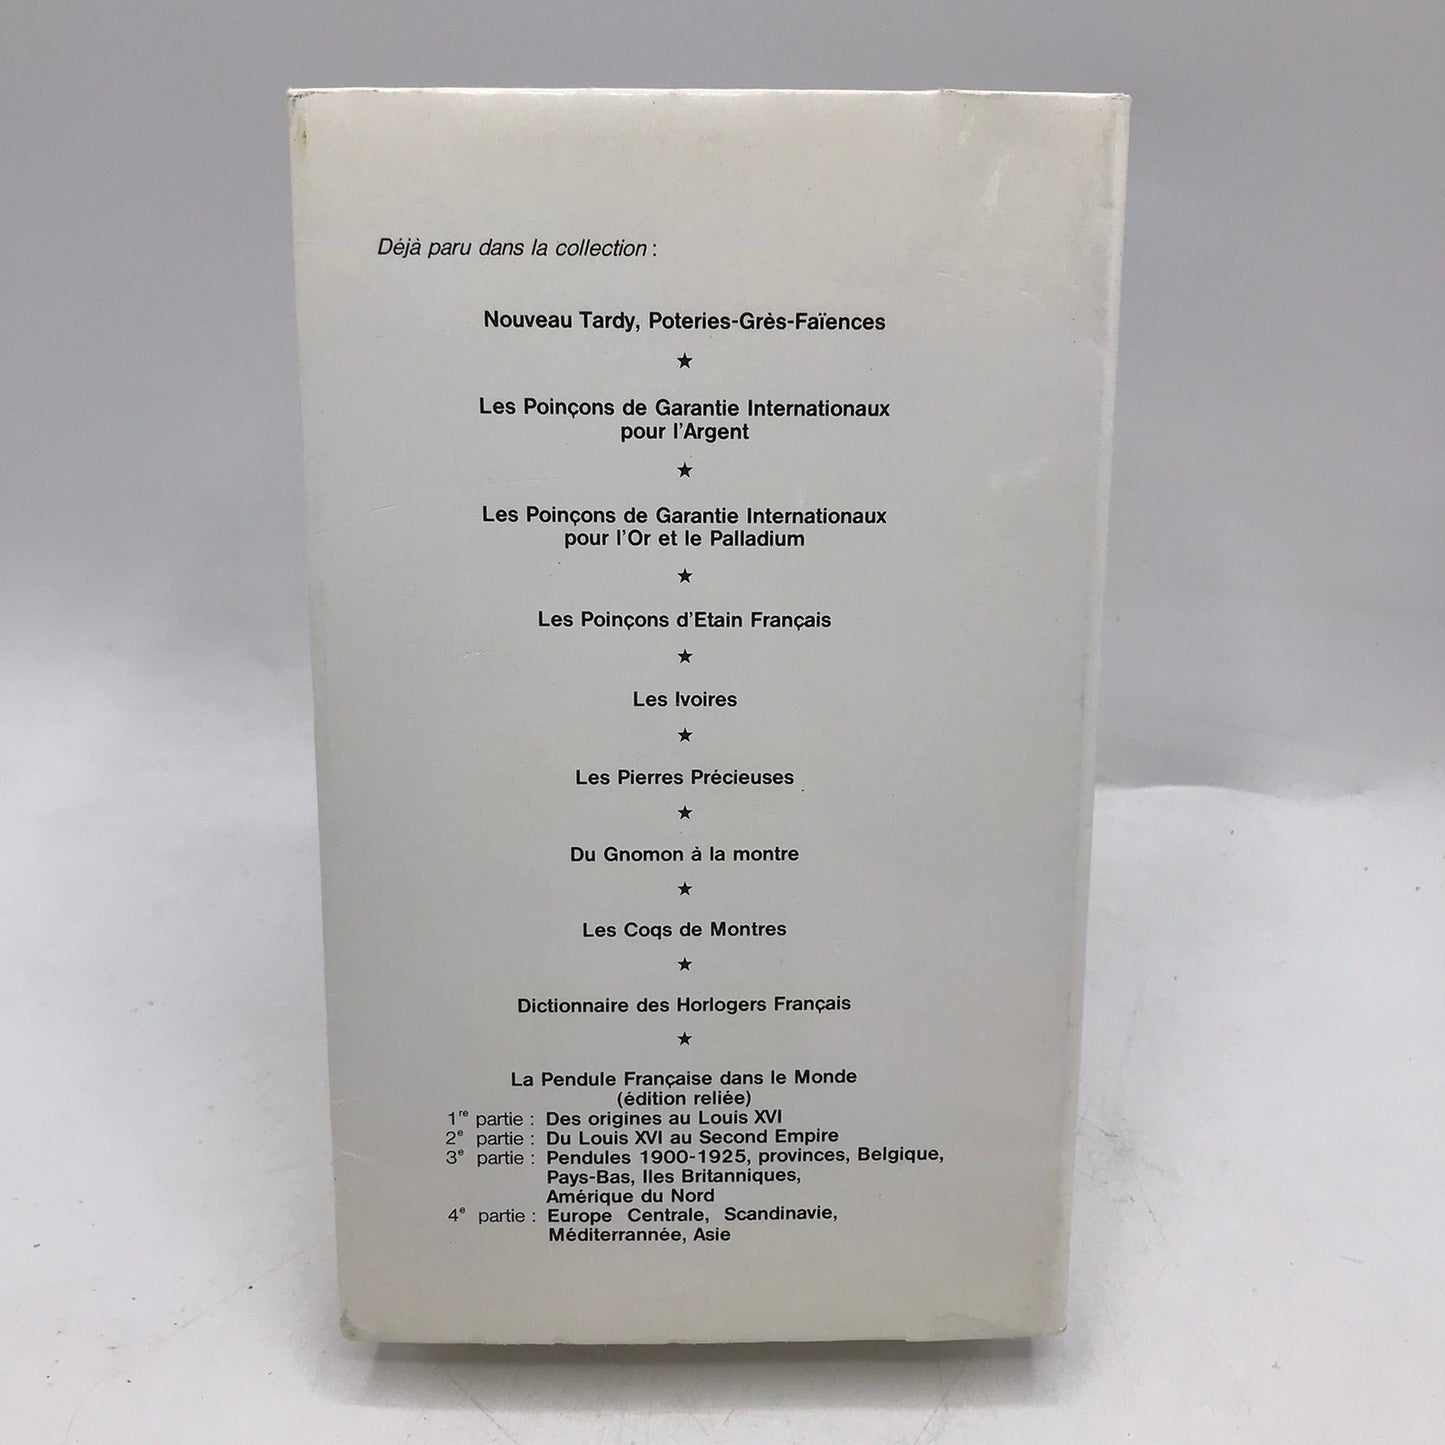 Déjà paru dans la collection :
Nouveau Tardy, Poteries-Grès-Faïences
★
Les Poinçons de Garantie Internationaux
pour l'Argent
★
Les Poinçons de Garantie Internationaux
pour l'Or et le Palladium
★
Les Poinçons d'Etain Français
★
Les Ivoires
★
Les Pierres Précieuses
★
Du Gnomon à la montre
★
Les Coqs de Montres
★
Dictionnaire des Horlogers Français
★
La Pendule Française dans le Monde
(édition reliée)
1re partie : Des origines au Louis XVI
2e partie : Du Louis XVI au Second Empire
3e partie : Pendules 1900-1925, provinces, Belgique,
Pays-Bas, Iles Britanniques,
Amérique du Nord
4e partie : Europe Centrale, Scandinavie,
Méditerrannée, Asie